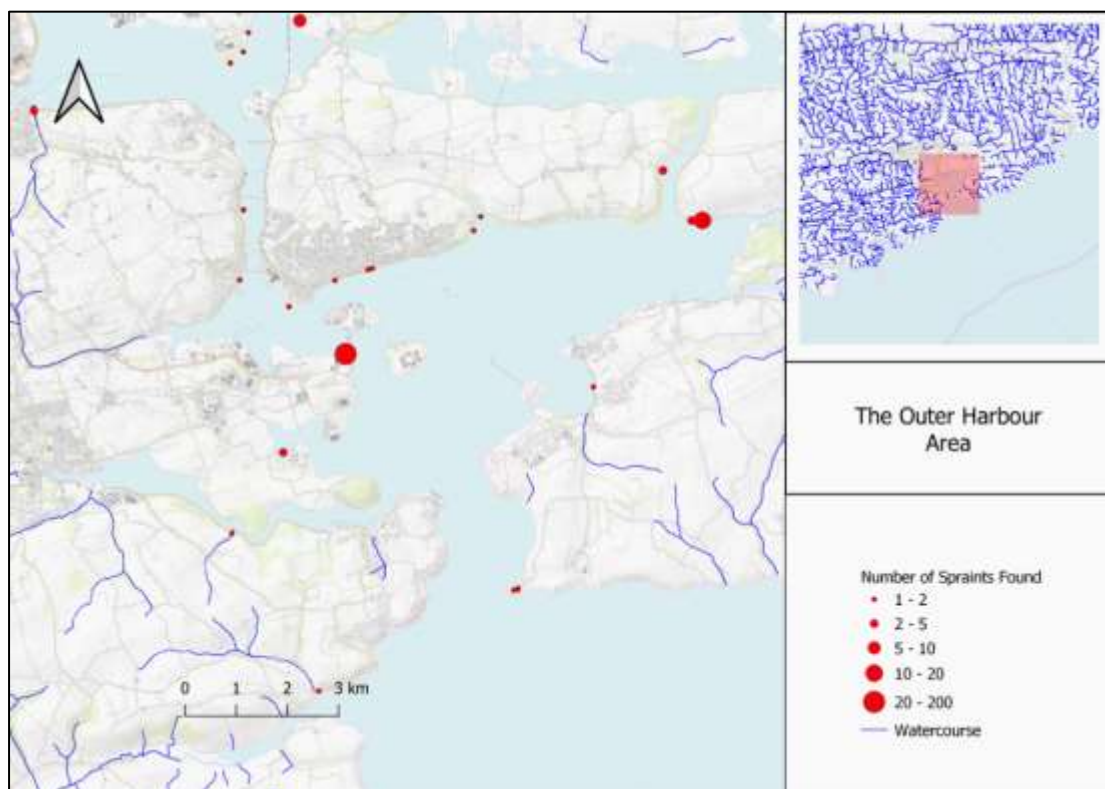 The Outer Harbour
Area
Number of Spraints Found
1 - 2
2 - 5
5 - 10
10 - 20
20 - 200
Watercourse
0 1 2 3 km